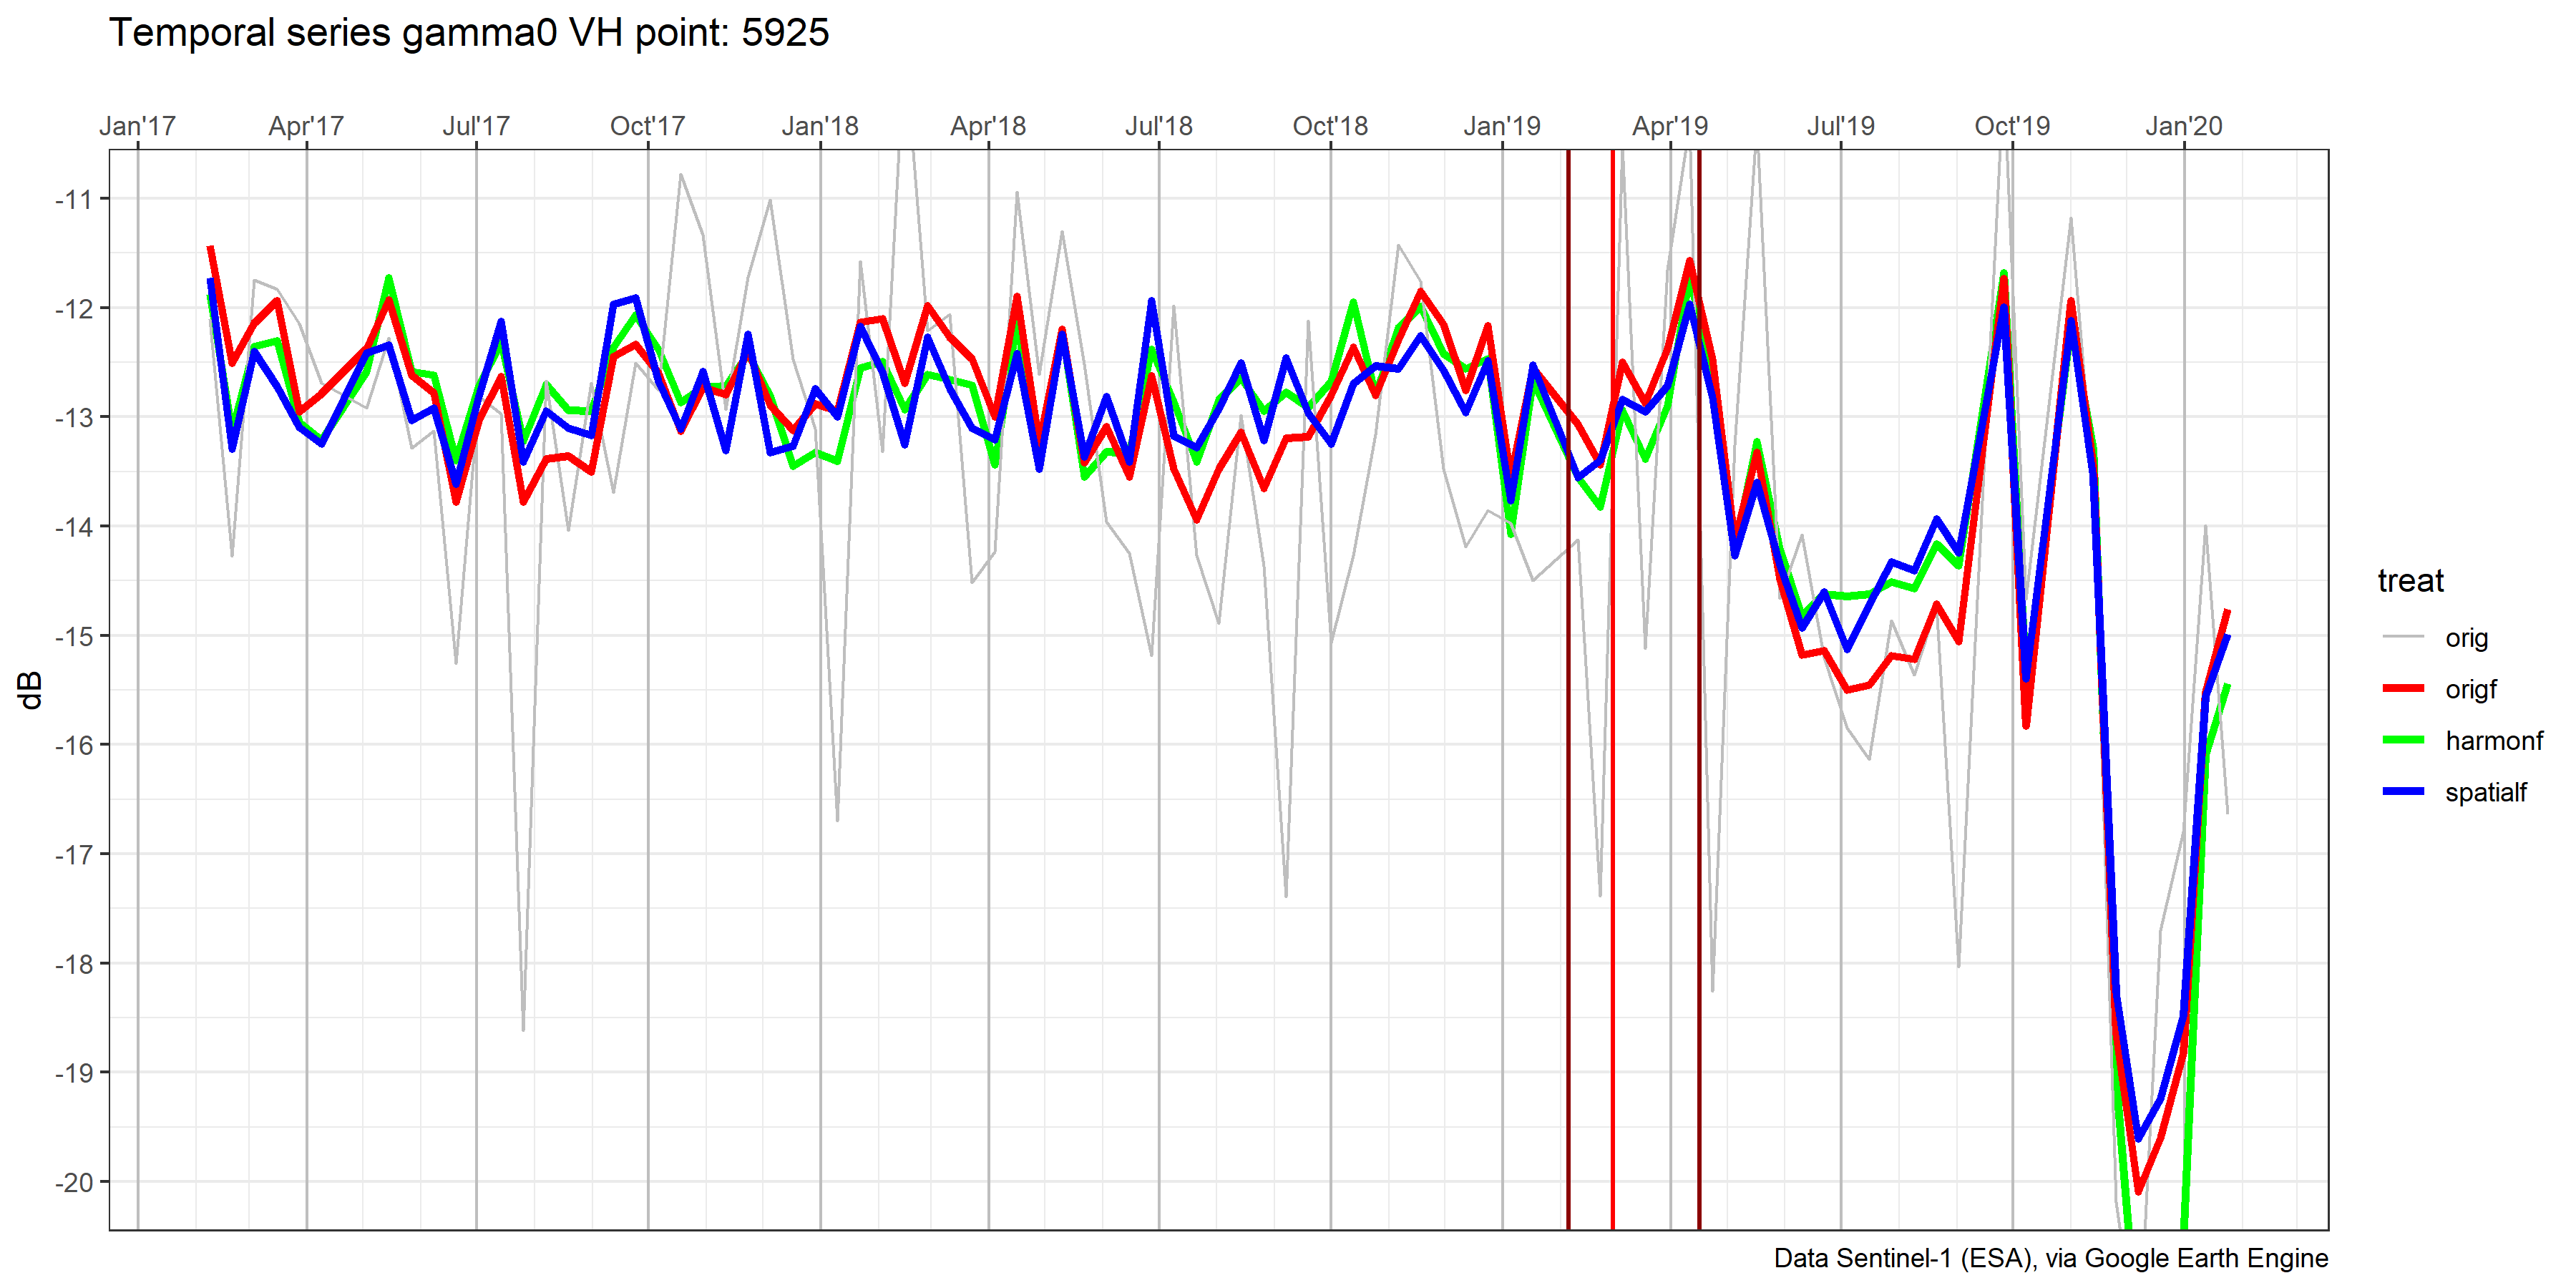 Temporal series gamma0 VH point: 5925
Jan'17 Apr'17 Jul'17 Oct'17 Jan'18 Apr'18 Jul'18 Oct'18 Jan'19 Apr'19 Jul'19 Oct'19 Jan'20
-11
-12
-13
-14
-15
-16
-17
-18
-19
-20
dB
treat
orig
origf
harmonf
spatialf
Data Sentinel-1 (ESA), via Google Earth Engine